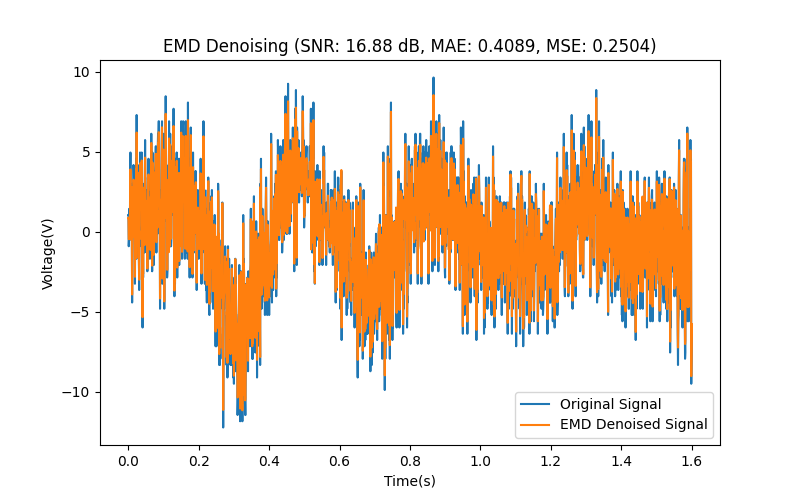 EMD Denoising (SNR: 16.88 dB, MAE: 0.4089, MSE: 0.2504)
10
5
0
−5
−10
Voltage(V)
Original Signal
EMD Denoised Signal
0.0 0.2 0.4 0.6 0.8 1.0 1.2 1.4 1.6
Time(s)